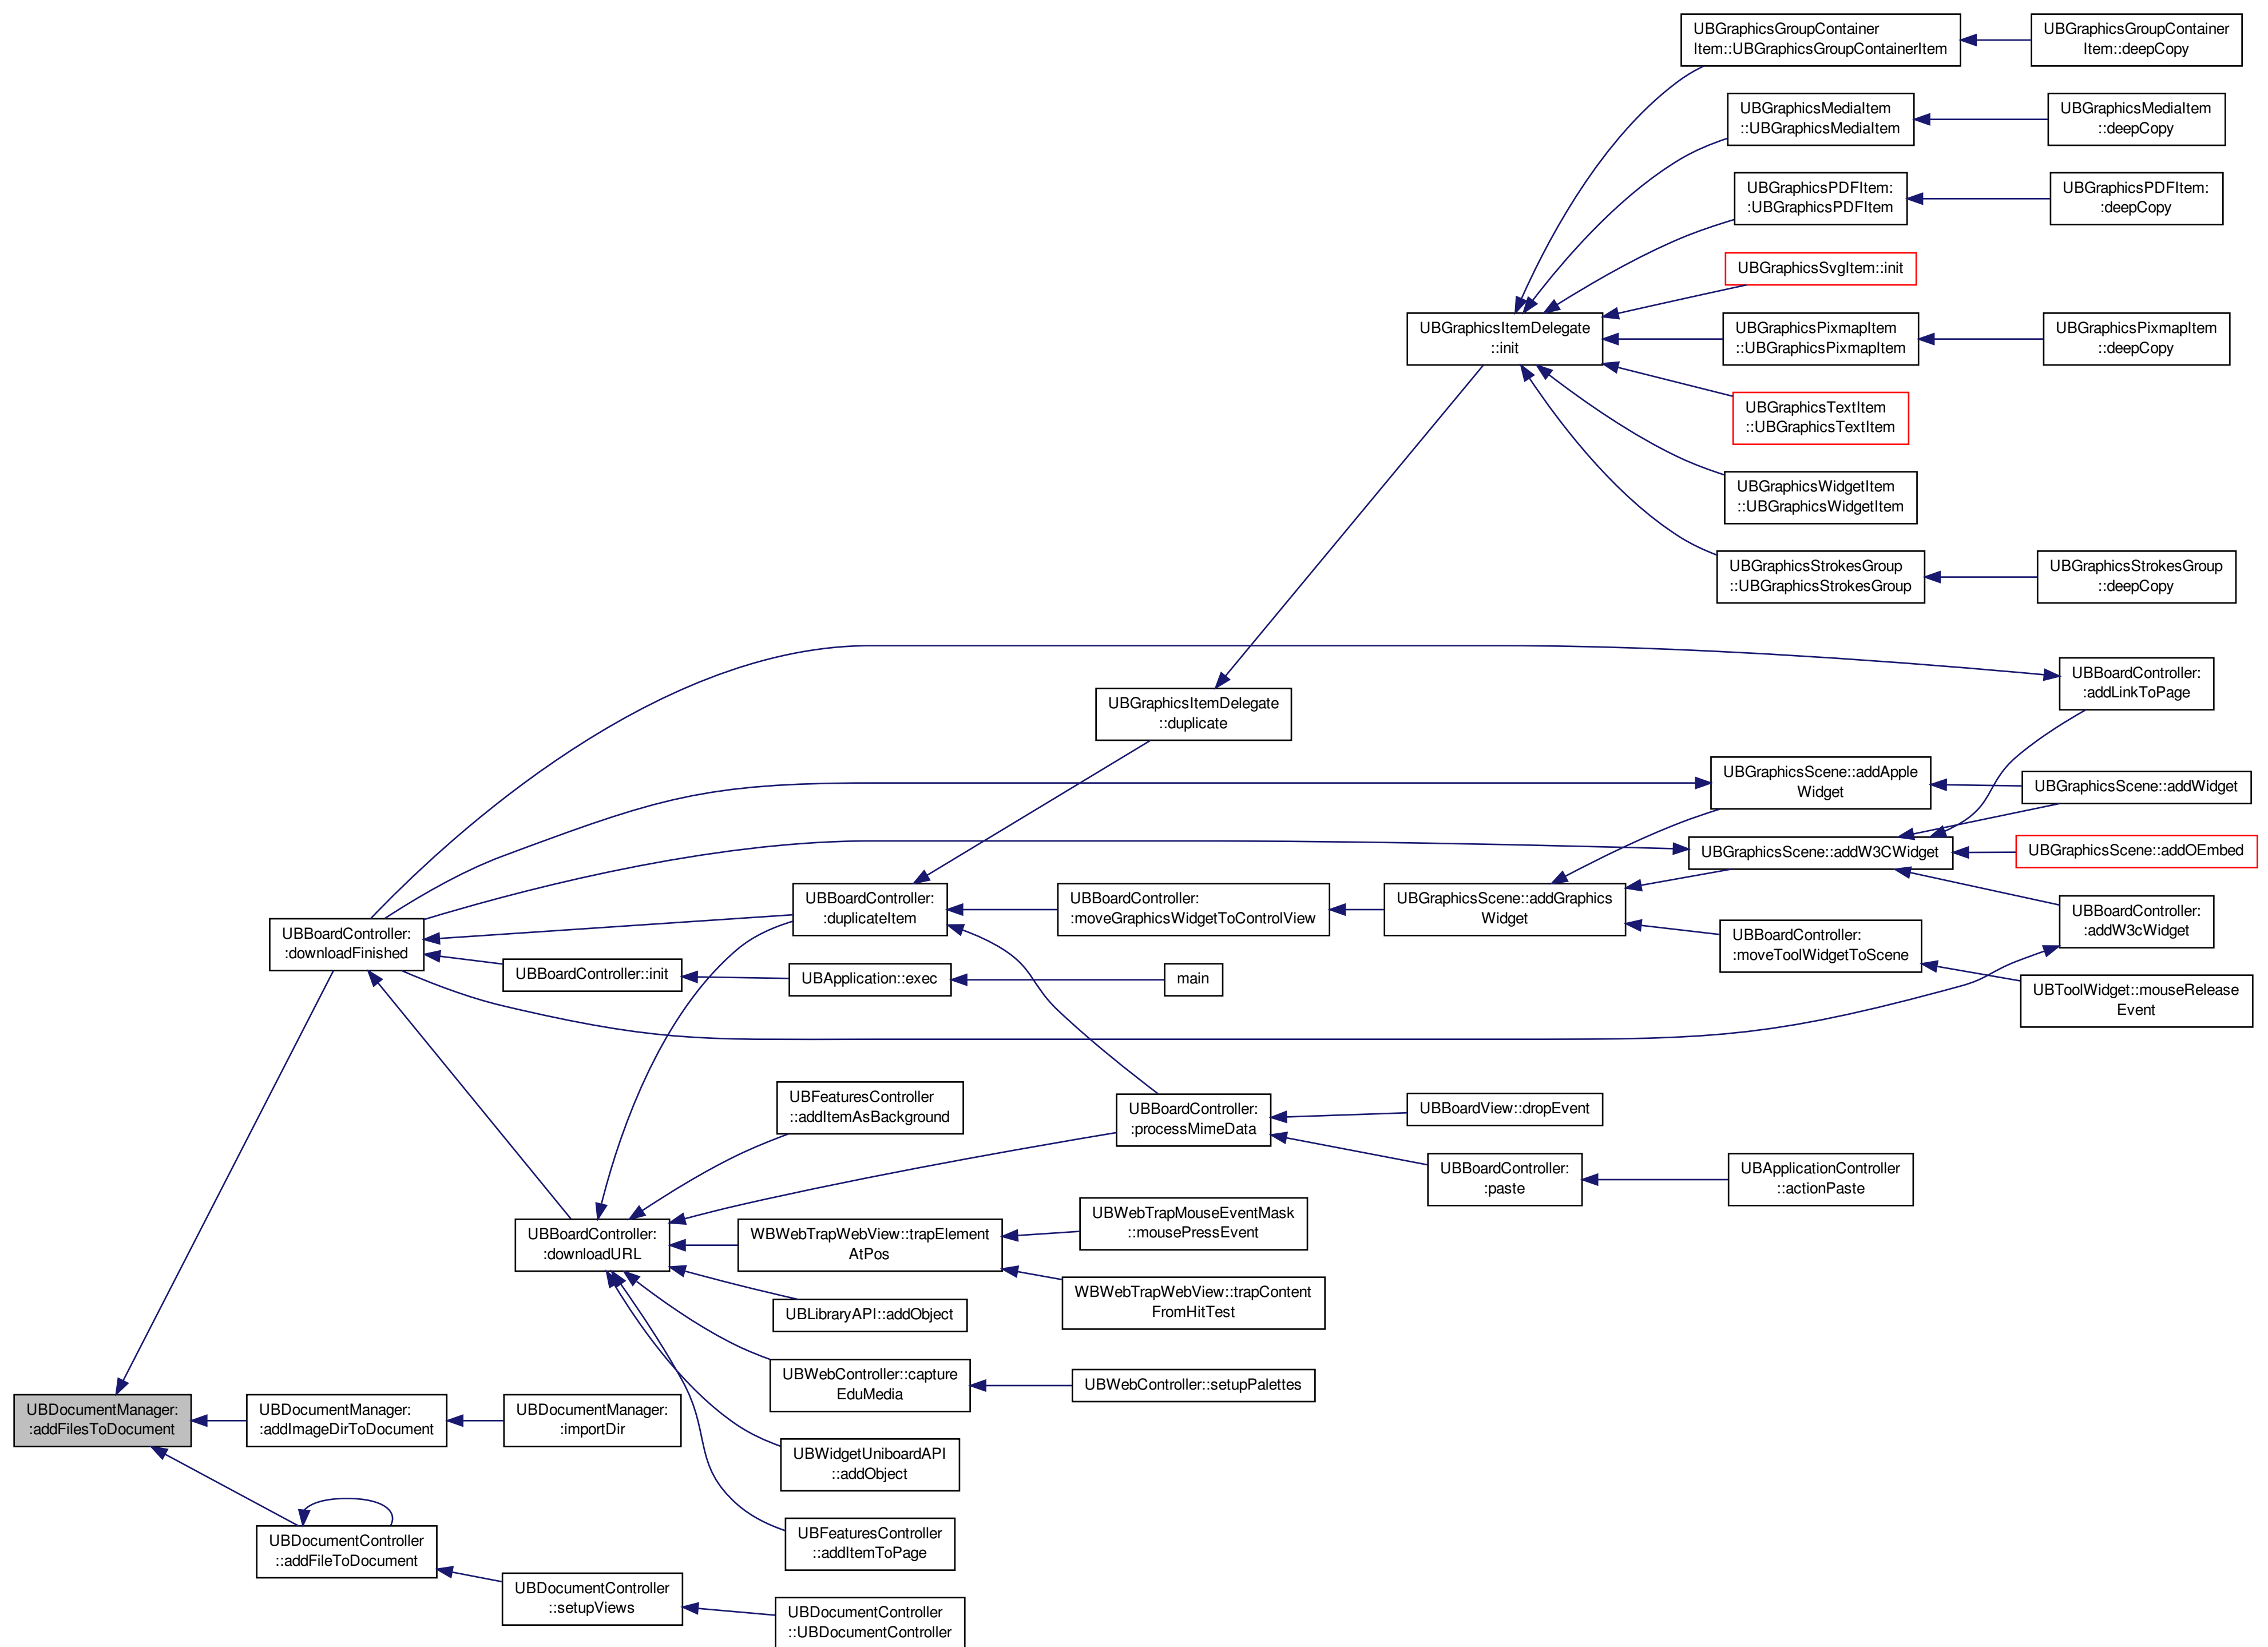 UBGraphicsGroupContainer
Item::UBGraphicsGroupContainerItem
UBGraphicsGroupContainer
Item::deepCopy
UBGraphicsMediaItem
::UBGraphicsMediaItem
UBGraphicsMediaItem
::deepCopy
UBGraphicsPDFItem:
:UBGraphicsPDFItem
UBGraphicsPDFItem:
:deepCopy
UBGraphicsSvgItem::init
UBGraphicsItemDelegate
::init
UBGraphicsPixmapItem
::UBGraphicsPixmapItem
UBGraphicsPixmapItem
::deepCopy
UBGraphicsTextItem
::UBGraphicsTextItem
UBGraphicsWidgetItem
::UBGraphicsWidgetItem
UBGraphicsStrokesGroup
::UBGraphicsStrokesGroup
UBGraphicsStrokesGroup
::deepCopy
UBBoardController:
:addLinkToPage
UBGraphicsItemDelegate
::duplicate
UBGraphicsScene::addApple
Widget
UBGraphicsScene::addWidget
UBGraphicsScene::addW3CWidget
UBGraphicsScene::addOEmbed
UBBoardController:
:duplicateItem
UBBoardController:
:moveGraphicsWidgetToControlView
UBGraphicsScene::addGraphics
Widget
UBBoardController:
:addW3cWidget
UBBoardController:
:downloadFinished
UBBoardController:
:moveToolWidgetToScene
UBBoardController::init
UBApplication::exec
main
UBToolWidget::mouseRelease
Event
UBFeaturesController
::addItemAsBackground
UBBoardController:
:processMimeData
UBBoardView::dropEvent
UBBoardController:
:paste
UBApplicationController
::actionPaste
UBBoardController:
:downloadURL
WBWebTrapWebView::trapElement
AtPos
UBWebTrapMouseEventMask
::mousePressEvent
WBWebTrapWebView::trapContent
FromHitTest
UBLibraryAPI::addObject
UBWebController::capture
EduMedia
UBWebController::setupPalettes
UBDocumentManager:
:addFilesToDocument
UBDocumentManager:
:addImageDirToDocument
UBDocumentManager:
:importDir
UBWidgetUniboardAPI
::addObject
UBDocumentController
::addFileToDocument
UBFeaturesController
::addItemToPage
UBDocumentController
::setupViews
UBDocumentController
::UBDocumentController